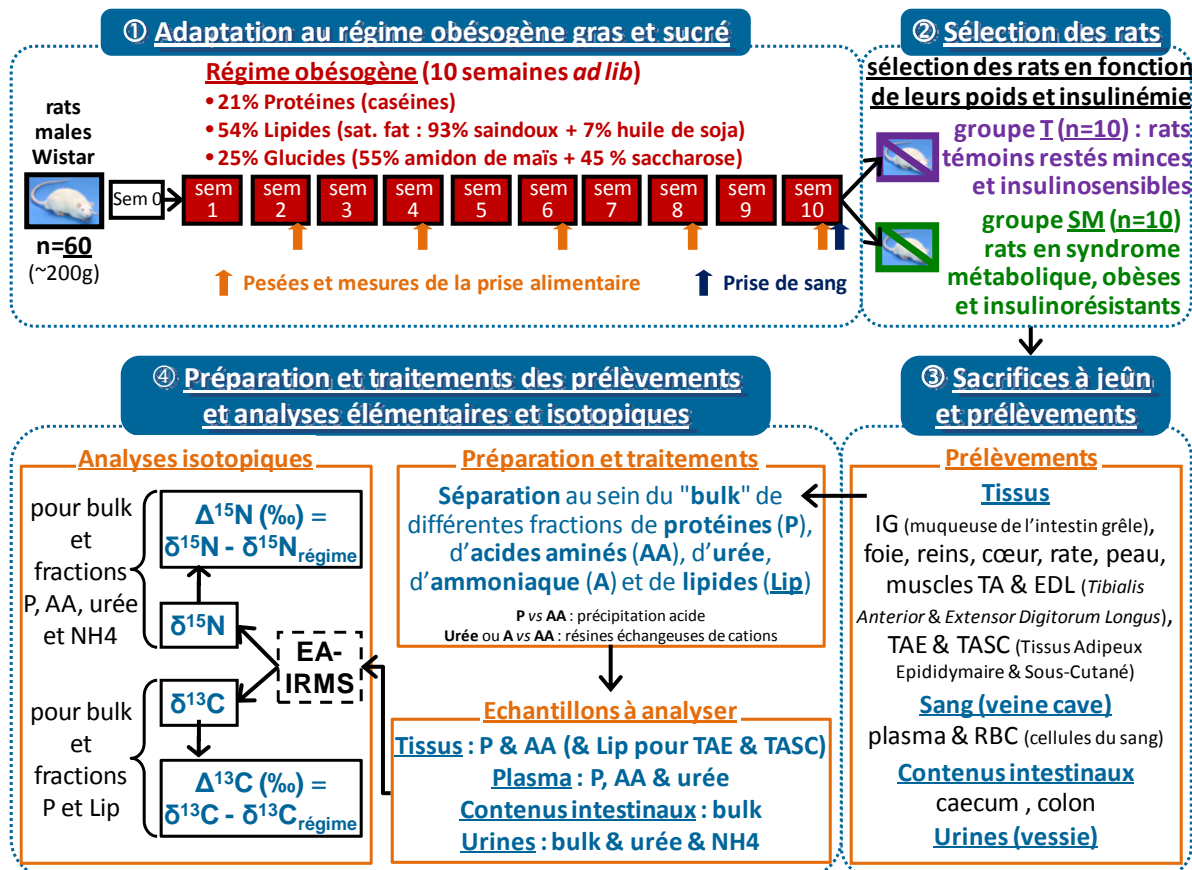 ① Adaptation au régime obésogène gras et sucré
Régime obésogène (10 semaines ad lib)
• 21% Protéines (caséines)
• 54% Lipides (sat. fat : 93% saindoux + 7% huile de soja)
• 25% Glucides (55% amidon de maïs + 45 % saccharose)
rats
males
Wistar
n=60
(~200g)
Sem 0
sem
1
sem
2
sem
3
sem
4
sem
5
sem
6
sem
7
sem
8
sem
9
sem
10
Pesées et mesures de la prise alimentaire
Prise de sang
② Sélection des rats
sélection des rats en fonction
de leurs poids et insulinémie
groupe T (n=10) : rats
témoins restés minces
et insulinosensibles
groupe SM (n=10)
rats en syndrome
métabolique, obèses
et insulinorésistants
③ Sacrifices à jeûn
et prélèvements
Prélèvements
Tissus
IG (muqueuse de l'intestin grêle),
foie, reins, cœur, rate, peau,
muscles TA & EDL (Tibialis
Anterior & Extensor Digitorum Longus),
TAE & TASC (Tissus Adipeux
Epididymaire & Sous-Cutané)
Sang (veine cave)
plasma & RBC (cellules du sang)
Contenus intestinaux
caecum , colon
Urines (vessie)
④ Préparation et traitements des prélèvements
et analyses élémentaires et isotopiques
Préparation et traitements
Séparation au sein du "bulk" de
différentes fractions de protéines (P),
d'acides aminés (AA), d'urée,
d'ammoniaque (A) et de lipides (Lip)
P vs AA : précipitation acide
Urée ou A vs AA : résines échangeuses de cations
Echantillons à analyser
Tissus : P & AA (& Lip pour TAE & TASC)
Plasma : P, AA & urée
Contenus intestinaux : bulk
Urines : bulk & urée & NH4
EA-
IRMS
Analyses isotopiques
pour bulk
et
fractions
P, AA, urée
et NH4
Δ¹⁵N (‰) =
δ¹⁵N - δ¹⁵Nrégime
δ¹⁵N
pour bulk
et
fractions
P et Lip
δ¹³C
Δ¹³C (‰) =
δ¹³C - δ¹³Crégime